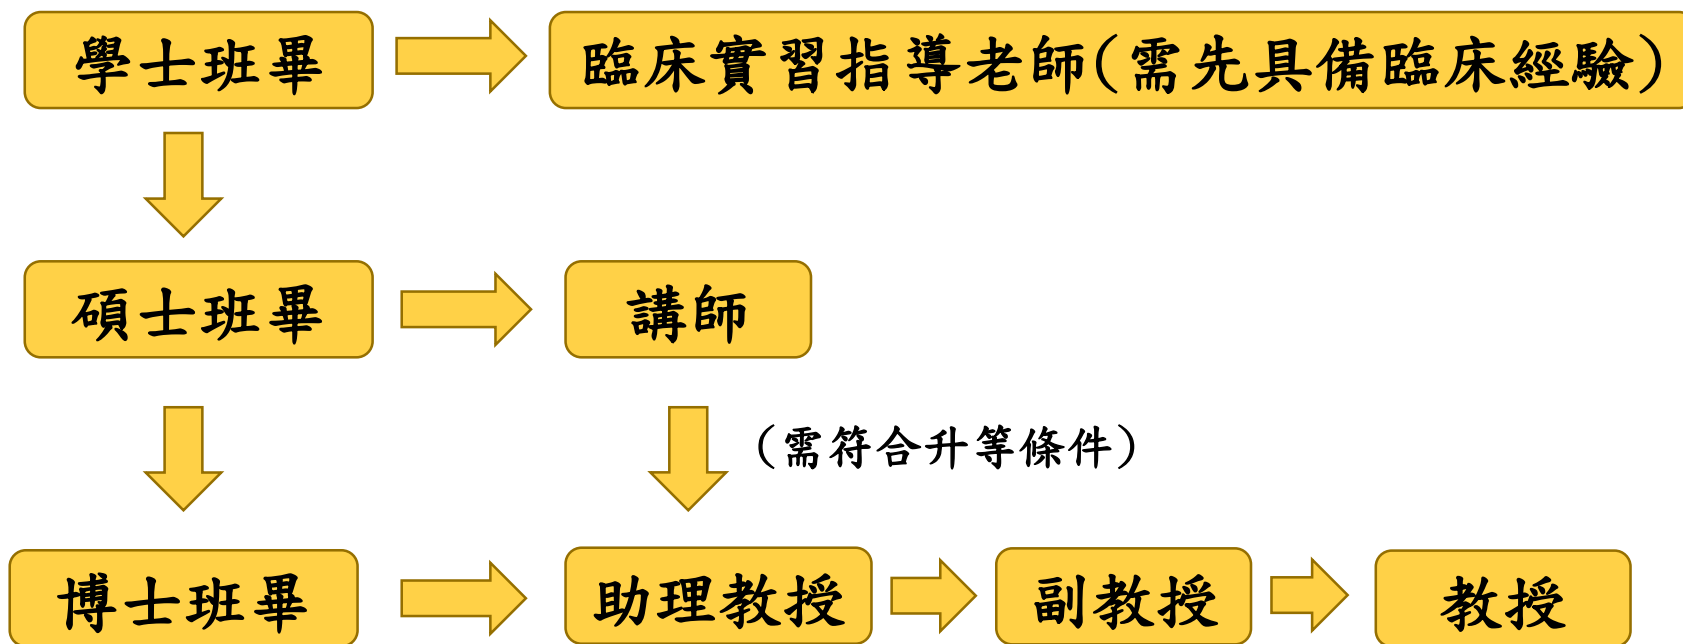 學士班畢
臨床實習指導老師(需先具備臨床經驗)
碩士班畢
講師
(需符合升等條件)
博士班畢
助理教授
副教授
教授